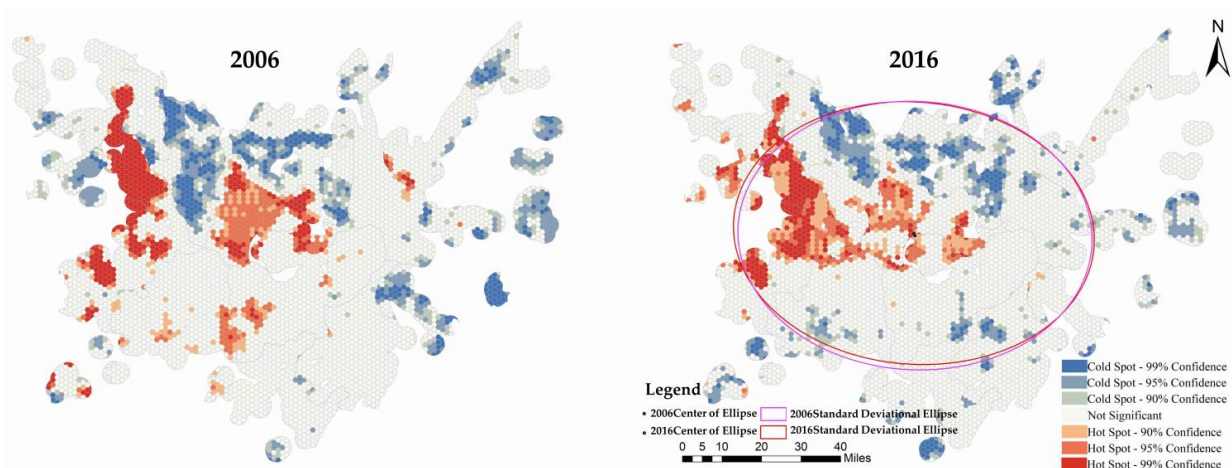 2006
2016
N
Legend
2006Center of Ellipse 2006Standard Deviational Ellipse
2016Center of Ellipse 2016Standard Deviational Ellipse
0 5 10 20 30 40
Miles
Cold Spot - 99% Confidence
Cold Spot - 95% Confidence
Cold Spot - 90% Confidence
Not Significant
Hot Spot - 90% Confidence
Hot Spot - 95% Confidence
Hot Spot - 99% Confidence